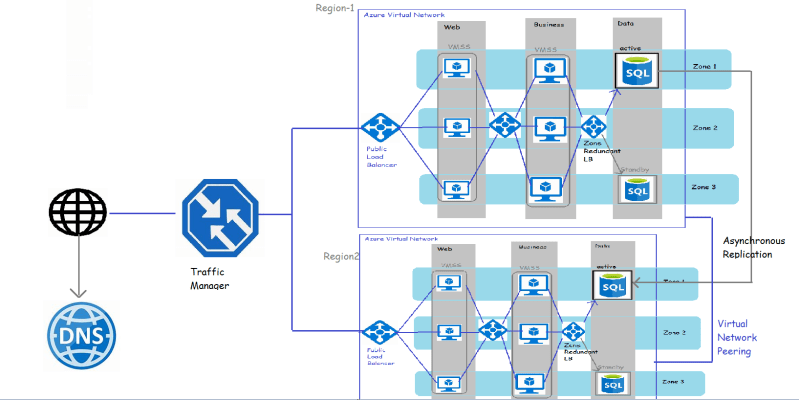 Region-1
Azure Virtual Network
Web
Business
Data
VMSS
VMSS
active
SQL
Zone 1
Public
Load
Balancer
Zone 2
Zone
Redundant
LB
Standby
SQL
Zone 3
Traffic
Manager
DNS
Asynchronous
Replication
Region2
Azure Virtual Network
Web
Business
Data
VMSS
VMSS
active
SQL
Zone 1
Public
Load
Balancer
Zone 2
Zone
Redundant
LB
Standby
SQL
Zone 3
Virtual
Network
Peering